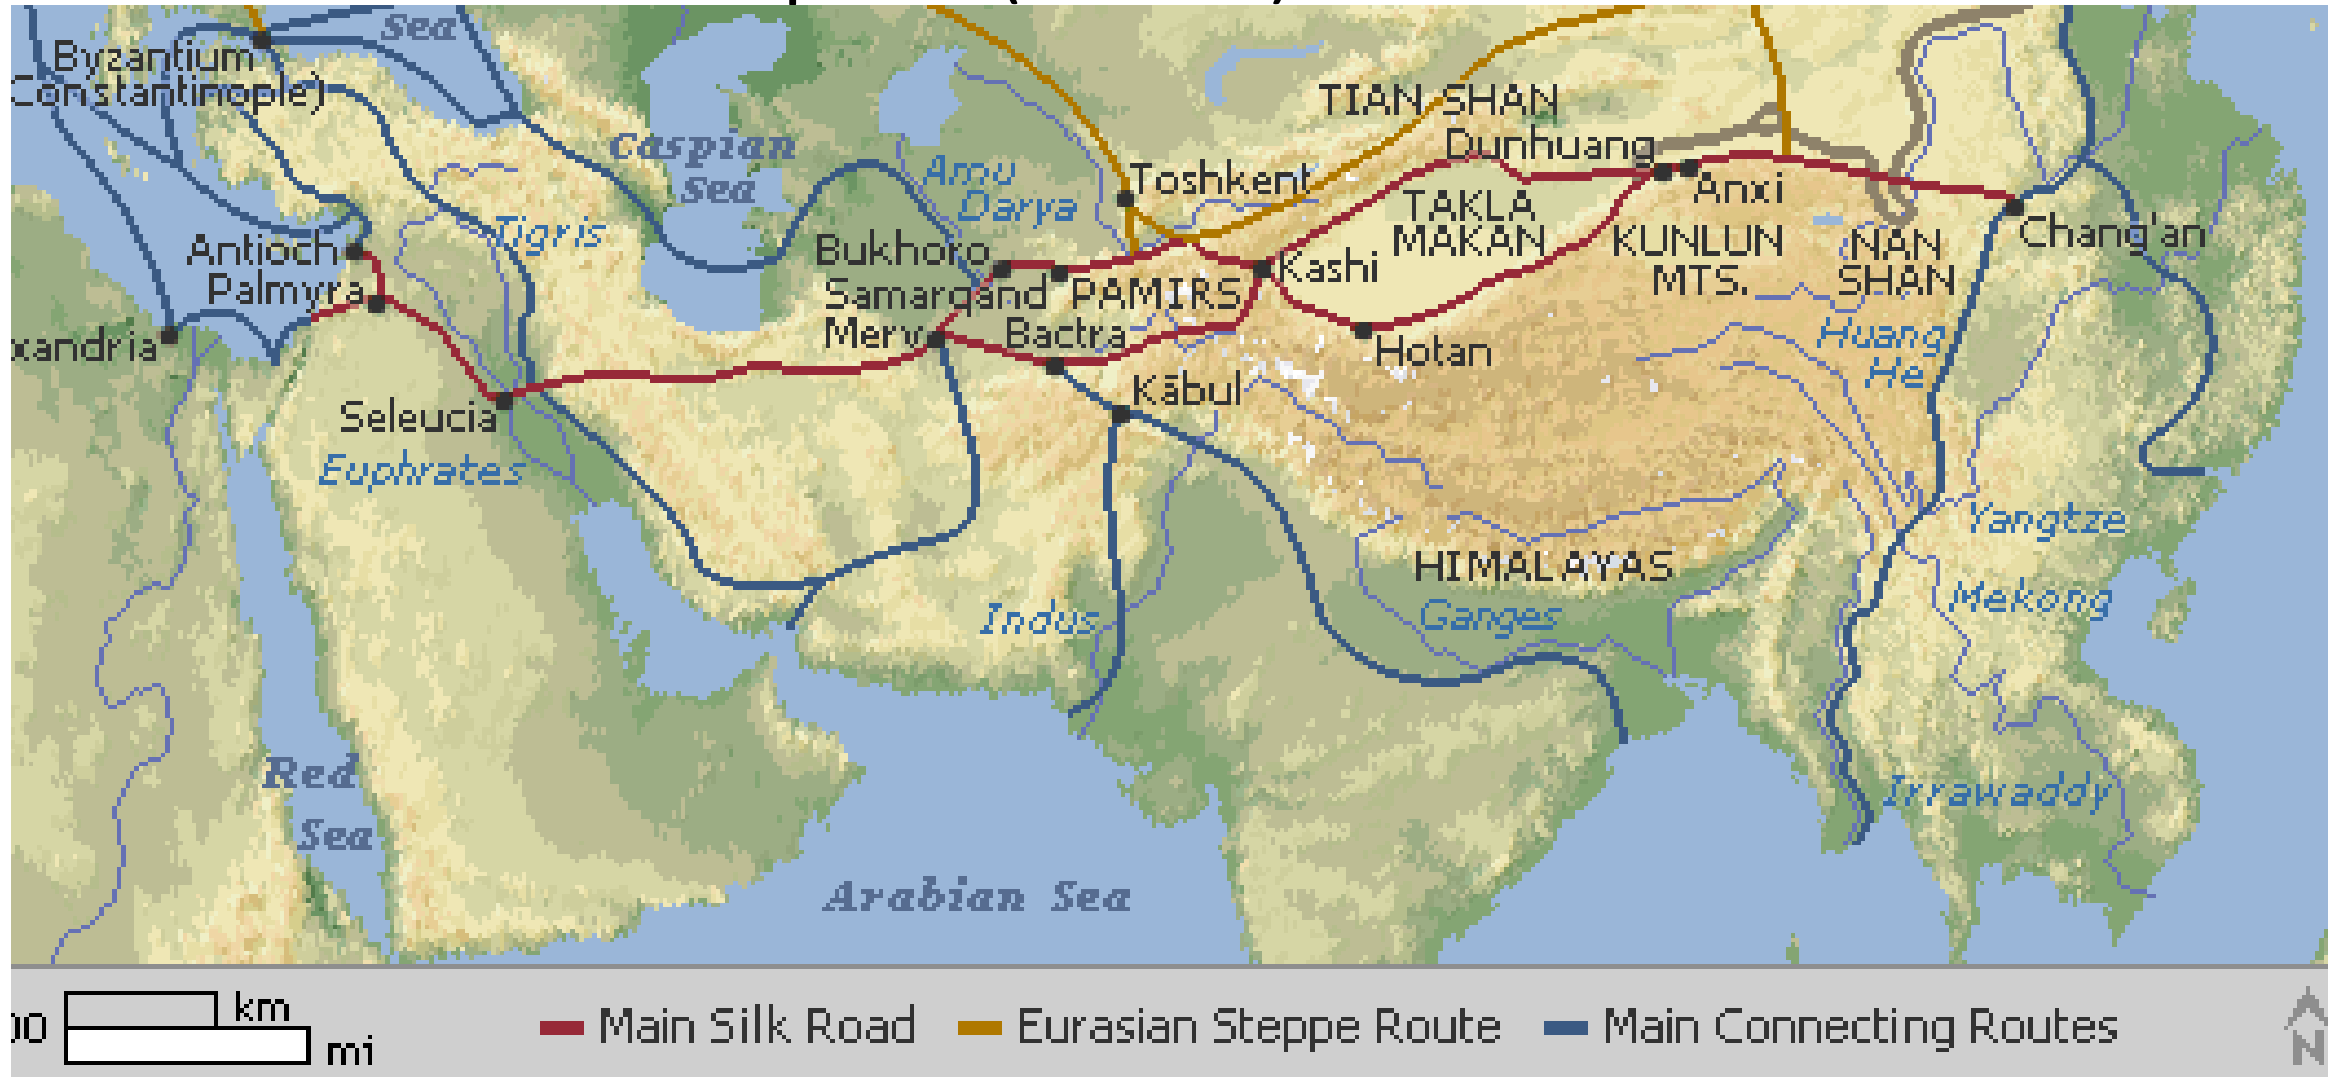 Sea
Byzantium
Constantinople)
TIAN SHAN
Caspian
Sea
Dunhuang
Amu
Darya
Toshkent
Anxi
TAKLA
MAKAN
Tigris
Antioch
Bukhoro
KUNLUN
MTS.
NAN
SHAN
Chang'an
Palmyra
Samarqand
PAMIRS
Kashi
xandria
Merv
Bactra
Hotan
Huang
He
Kābul
Seleucia
Euphrates
Yangtze
HIMALAYAS
Indus
Ganges
Mekong
Red
Sea
Irrawaddy
Arabian Sea
00
km
mi
Main Silk Road
Eurasian Steppe Route
Main Connecting Routes
N